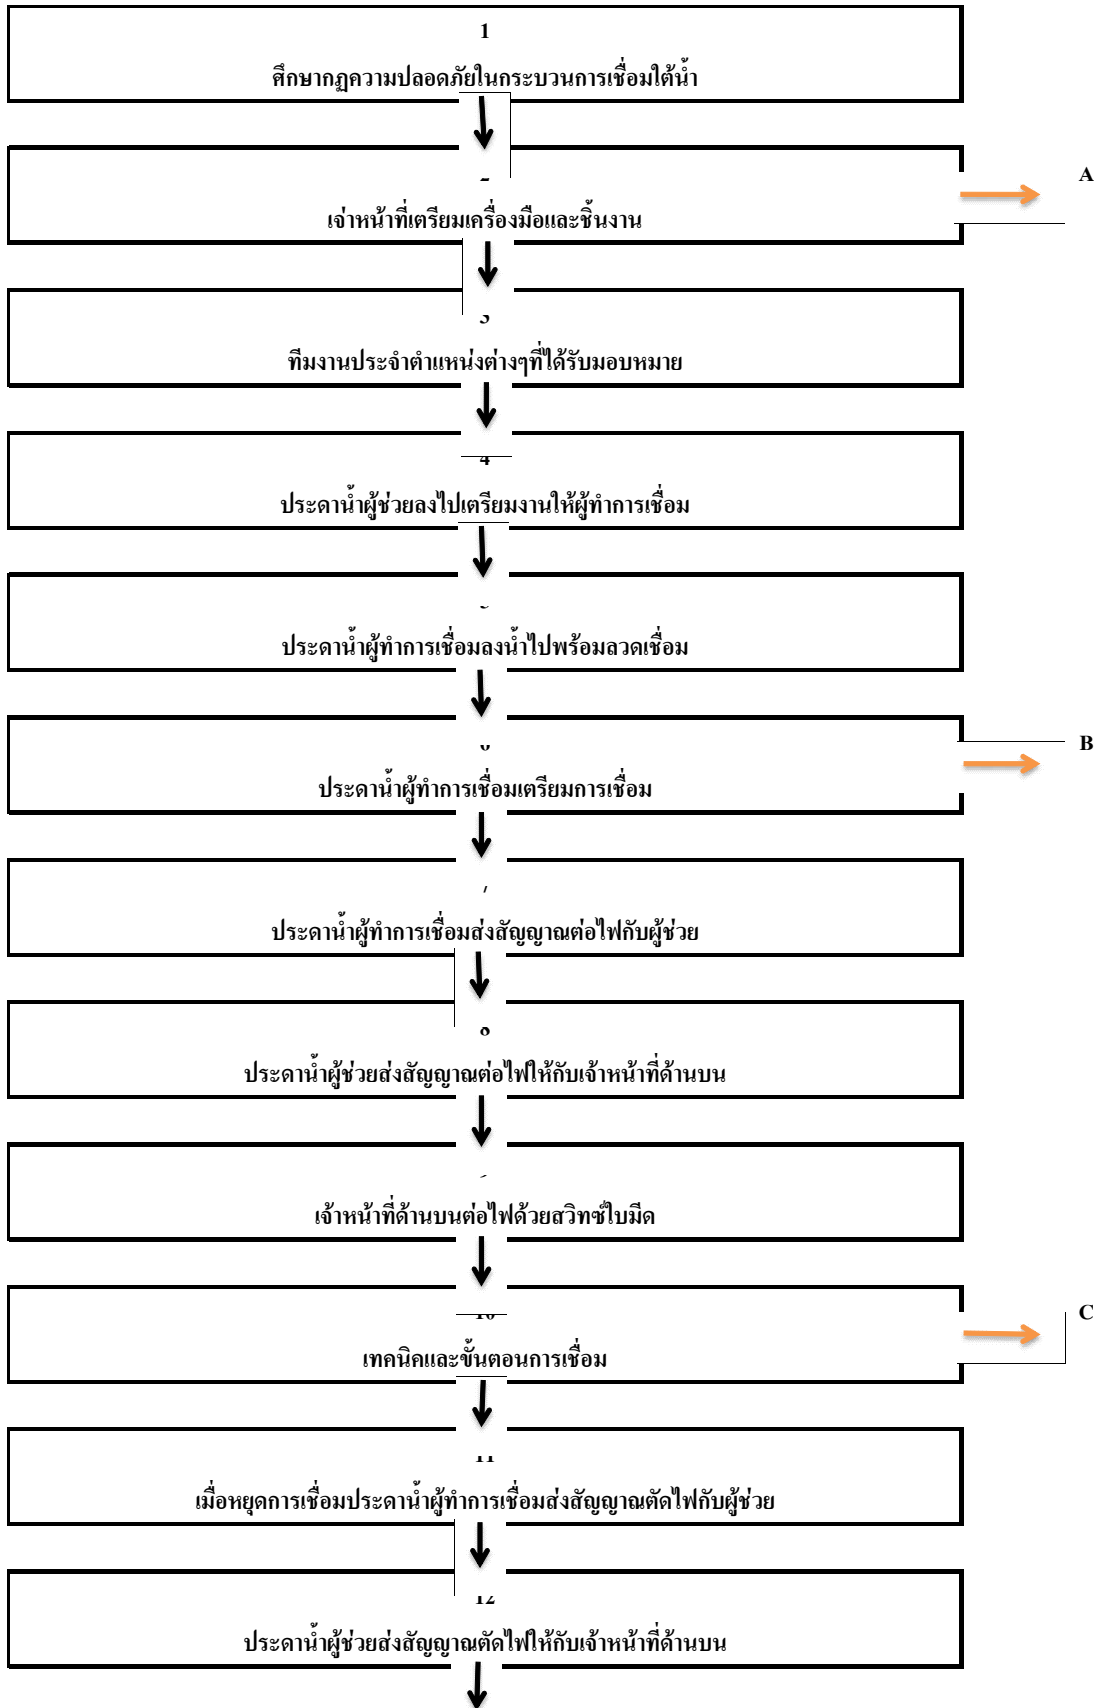 1
ศึกษากฏความปลอดภัยในกระบวนการเชื่อมใต้น้ำ
A
เจ่าหน้าที่เตรียมเครื่องมือและชิ้นงาน
3
ทีมงานประจำตำแหน่งต่างๆที่ได้รับมอบหมาย
4
ประดาน้ำผู้ช่วยลงไปเตรียมงานให้ผู้ทำการเชื่อม
ประดาน้ำผู้ทำการเชื่อมลงน้ำไปพร้อมลวดเชื่อม
B
ประดาน้ำผู้ทำการเชื่อมเตรียมการเชื่อม
ประดาน้ำผู้ทำการเชื่อมส่งสัญญาณต่อไฟกับผู้ช่วย
ประดาน้ำผู้ช่วยส่งสัญญาณต่อไฟให้กับเจ้าหน้าที่ด้านบน
เจ้าหน้าที่ด้านบนต่อไฟด้วยสวิทซ์ใบมีด
10
C
เทคนิคและขั้นตอนการเชื่อม
11
เมื่อหยุดการเชื่อมประดาน้ำผู้ทำการเชื่อมส่งสัญญาณตัดไฟกับผู้ช่วย
12
ประดาน้ำผู้ช่วยส่งสัญญาณตัดไฟให้กับเจ้าหน้าที่ด้านบน